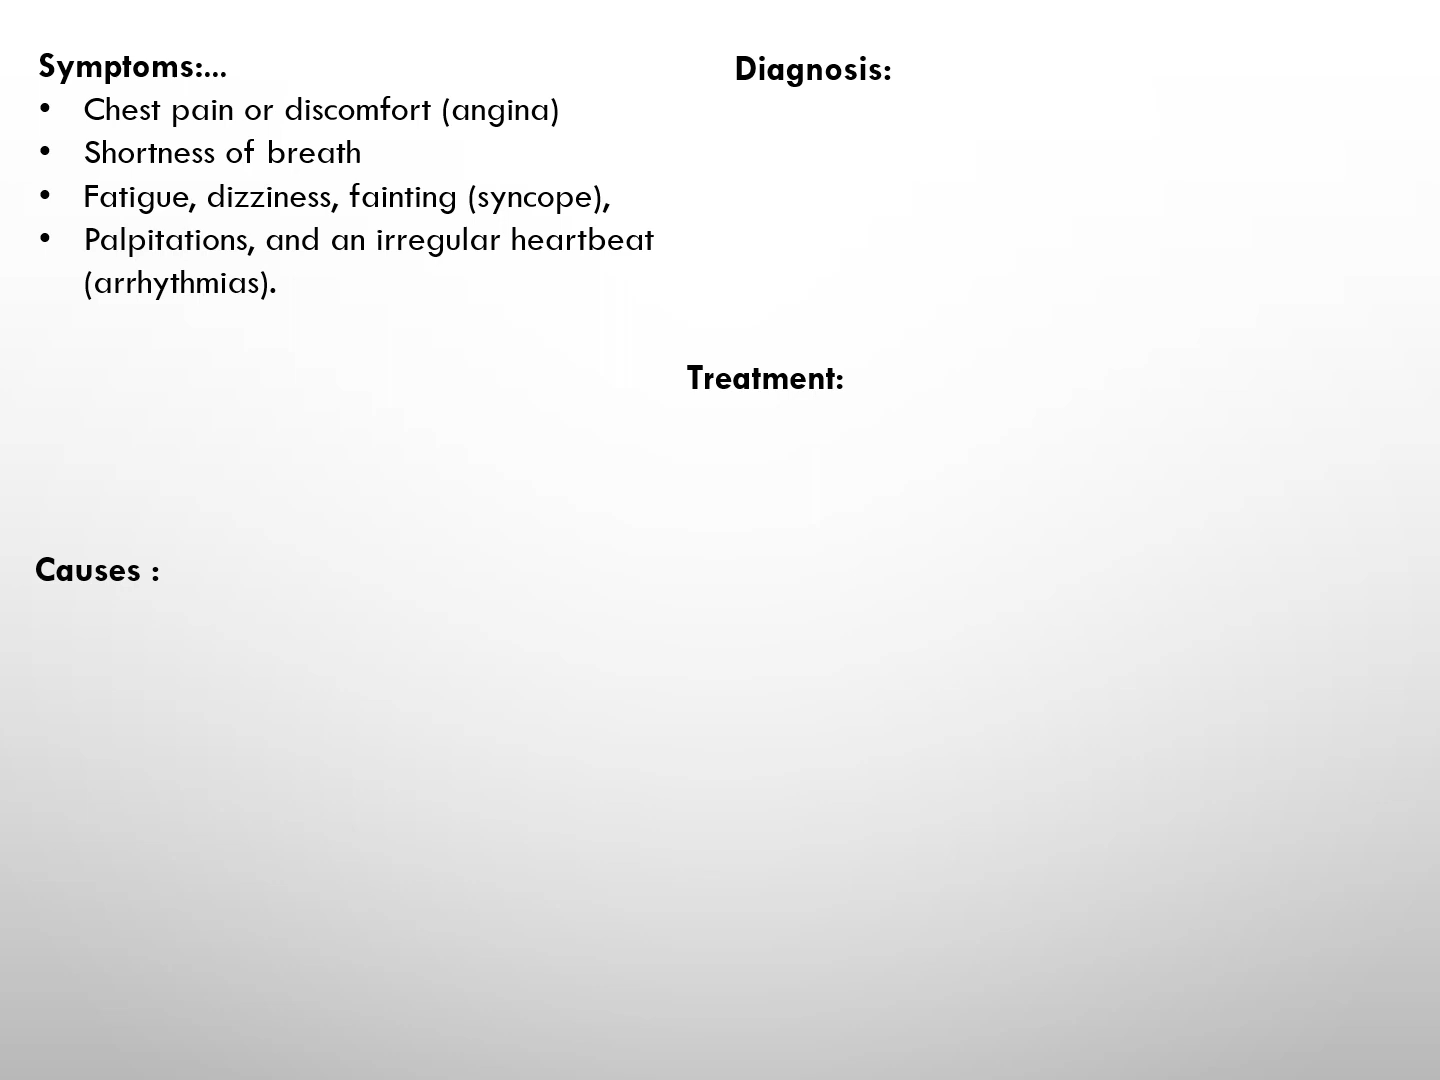 Symptoms:...
• Chest pain or discomfort (angina)
• Shortness of breath
• Fatigue, dizziness, fainting (syncope),
• Palpitations, and an irregular heartbeat
(arrhythmias).
Causes :
Diagnosis:
Treatment: